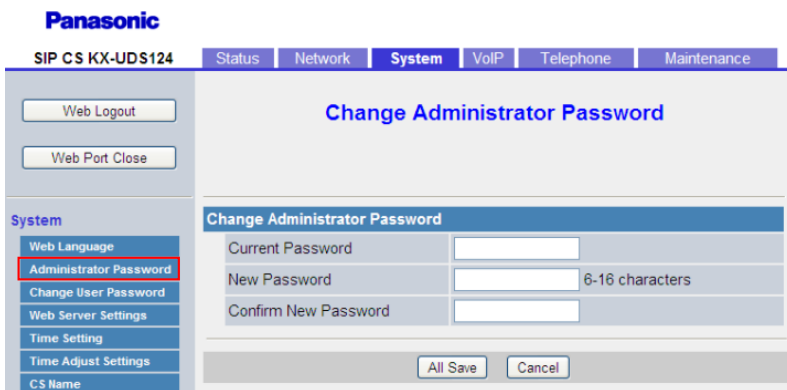 Panasonic
SIP CS KX-UDS124
Status Network System VoIP Telephone Maintenance
Web Logout
Web Port Close
Change Administrator Password
System
Web Language
Administrator Password
Change User Password
Web Server Settings
Time Setting
Time Adjust Settings
CS Name
Change Administrator Password
Current Password
New Password 6-16 characters
Confirm New Password
All Save Cancel